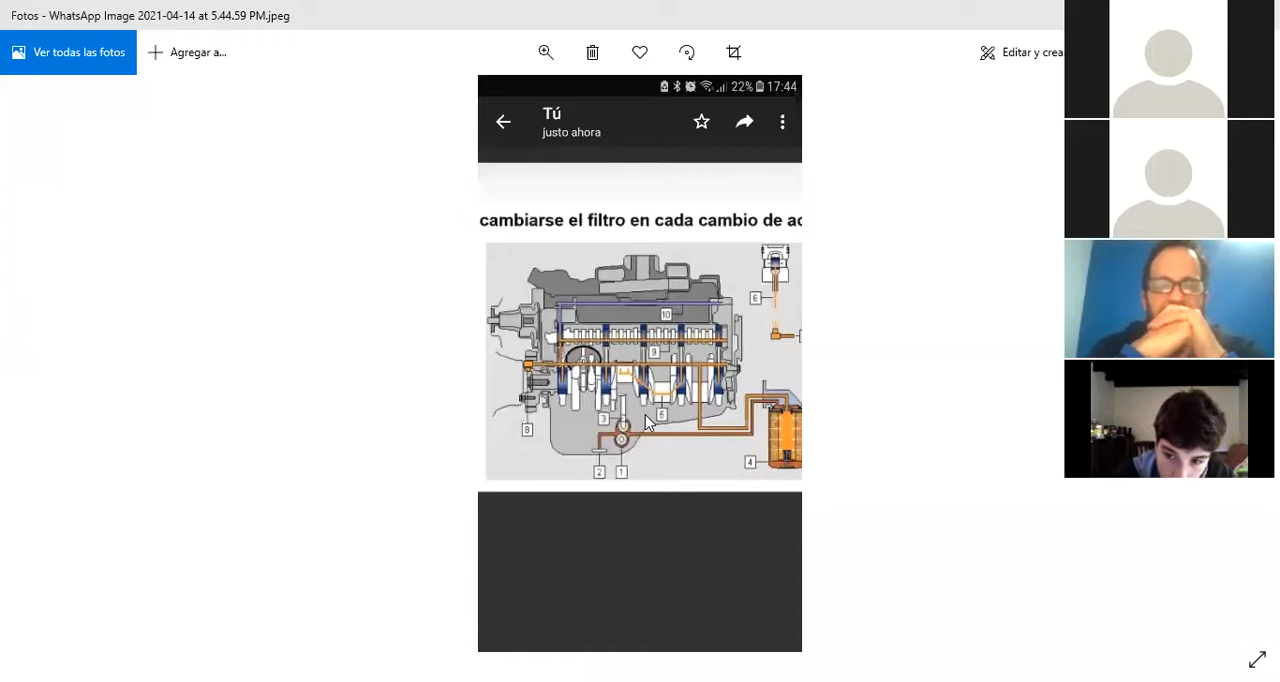 Fotos - WhatsApp Image 2021-04-14 at 5.44.59 PM.jpeg
Ver todas las fotos
Agregar a...
Editar y crea
22% 17:44
Tú
justo ahora
cambiarse el filtro en cada cambio de ac
6
10
9
3
6
8
4
2 1